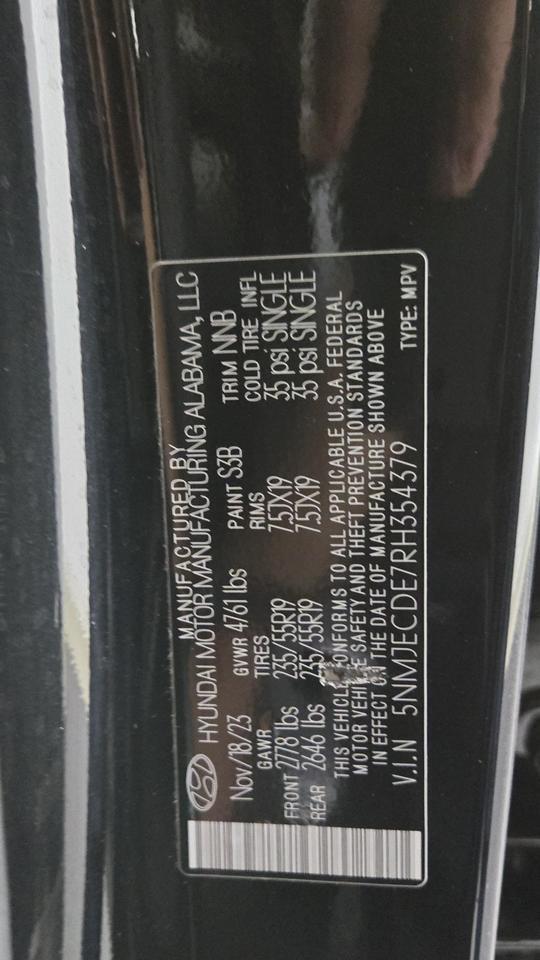 MANUFACTURED BY
HYUNDAI MOTOR MANUFACTURING ALABAMA, LLC
Nov/18/23 GVWR 4761 lbs PAINT S3B TRIM NNB
GAWR TIRES RIMS COLD TIRE INFL
FRONT 2778 lbs 235/55R19 7.5JX19 35 psi SINGLE
REAR 2646 lbs 235/55R19 7.5JX19 35 psi SINGLE
THIS VEHICLE CONFORMS TO ALL APPLICABLE U.S.A. FEDERAL
MOTOR VEHICLE SAFETY AND THEFT PREVENTION STANDARDS
IN EFFECT ON THE DATE OF MANUFACTURE SHOWN ABOVE
V.I.N 5NMJECDE7RH354379 TYPE: MPV